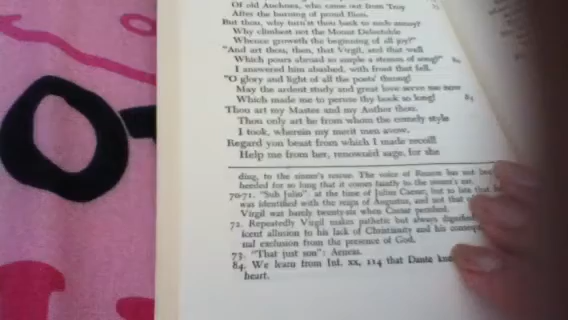 Of old Anchises, who came out from Troy
After the burning of proud Ilion.
But thou, why turn'st thou back to such annoy?
Why climbest not the Mount Delectable
Whence groweth the beginning of all joy?"
"And art thou, then, that Virgil, and that well
Which pours abroad so ample a stream of song?" 80
I answered him abashed, with front that fell.
"O glory and light of all the poets' throng!
May the ardent study and great love serve me now
Which made me to peruse thy book so long!
Thou art my Master and my Author thou.
Thou only art he from whom the comely style
I took, wherein my merit men avow.
Regard yon beast from which I made recoil!
Help me from her, renownèd sage, for she
ding, to the sinner's rescue. The voice of Reason has not been
heeded for so long that it comes faintly to the sinner's ear.
70-71. "Sub Julio": at the time of Julius Caesar; but so late that
was identified with the reign of Augustus, and not that of
Virgil was barely twenty-six when Caesar perished.
72. Repeatedly Virgil makes pathetic but always dignified
allusion to his lack of Christianity and his
exclusion from the presence of God.
73. "That just son": Aeneas.
84. We learn from Inf. xx, 114 that Dante
heart.